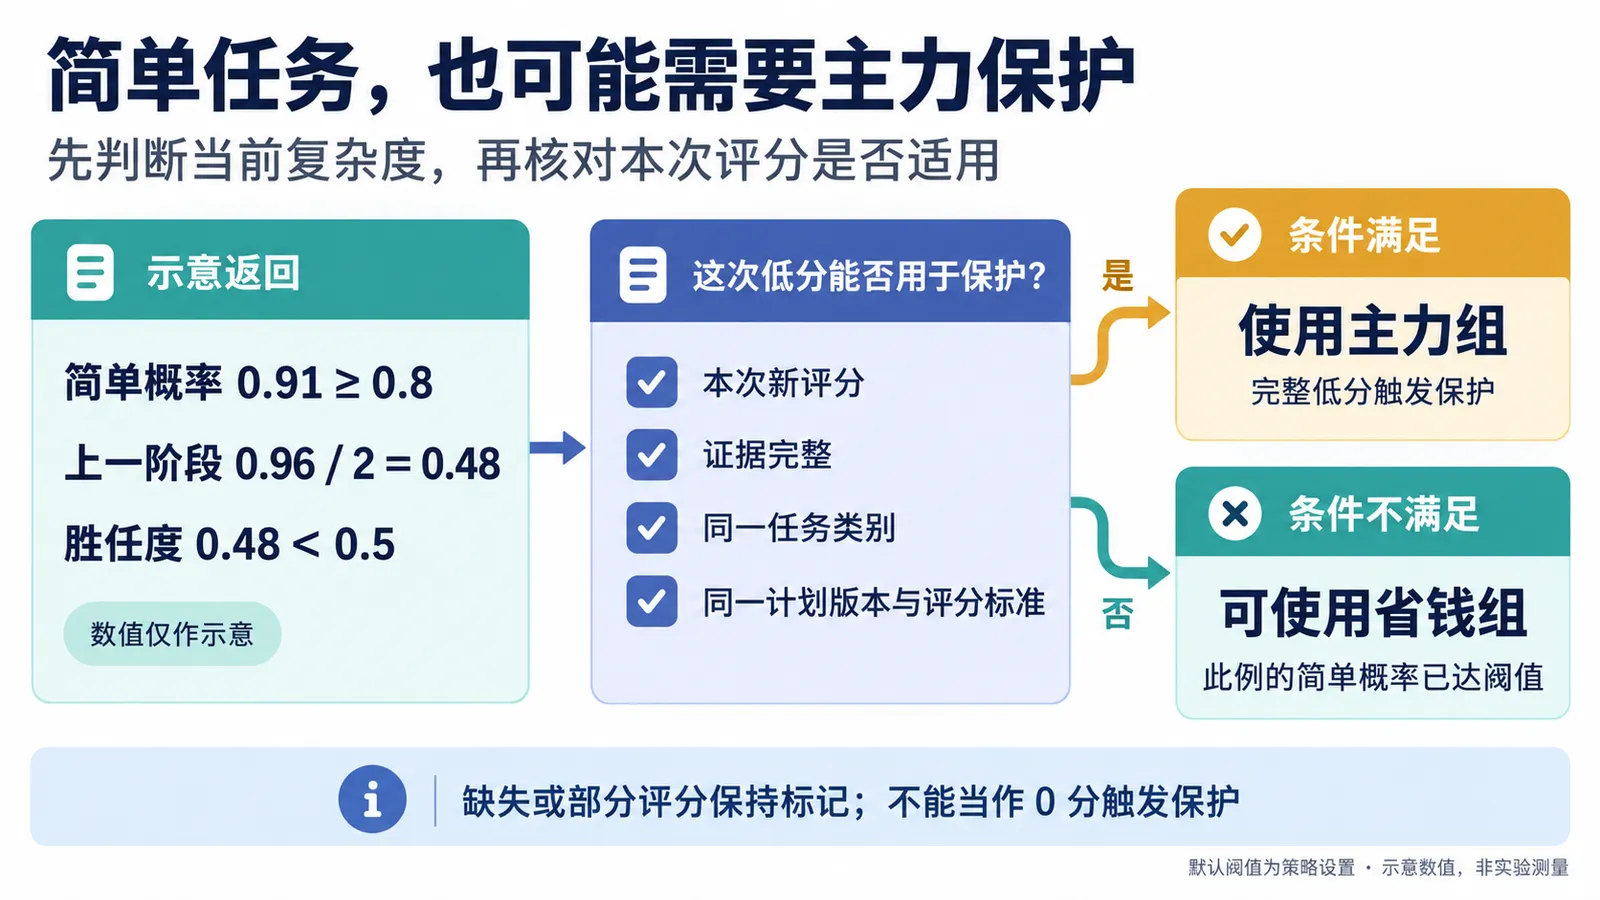 简单任务，也可能需要主力保护
先判断当前复杂度，再核对本次评分是否适用
示意返回
简单概率 0.91 ≥ 0.8
上一阶段 0.96 / 2 = 0.48
胜任度 0.48 < 0.5
数值仅作示意
这次低分能否用于保护？
本次新评分
证据完整
同一任务类别
同一计划版本与评分标准
是
条件满足
使用主力组
完整低分触发保护
否
条件不满足
可使用省钱组
此例的简单概率已达阈值
缺失或部分评分保持标记；不能当作 0 分触发保护
默认阈值为策略设置 · 示意数值，非实验测量